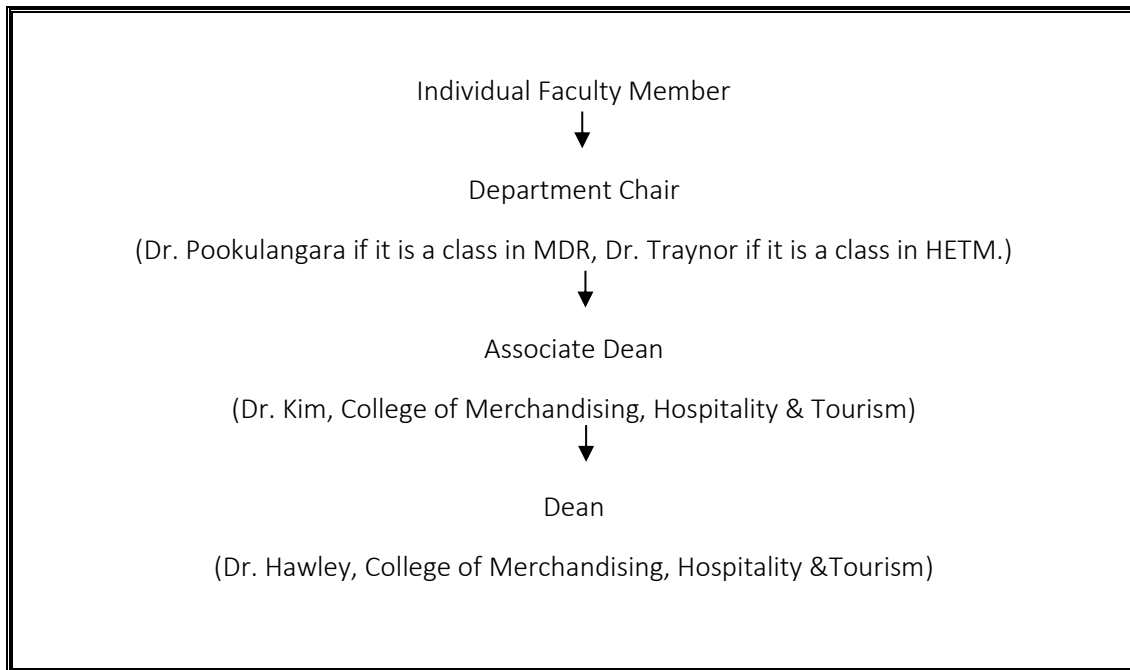 Individual Faculty Member
Department Chair
(Dr. Pookulangara if it is a class in MDR, Dr. Traynor if it is a class in HETM.)
Associate Dean
(Dr. Kim, College of Merchandising, Hospitality & Tourism)
Dean
(Dr. Hawley, College of Merchandising, Hospitality &Tourism)